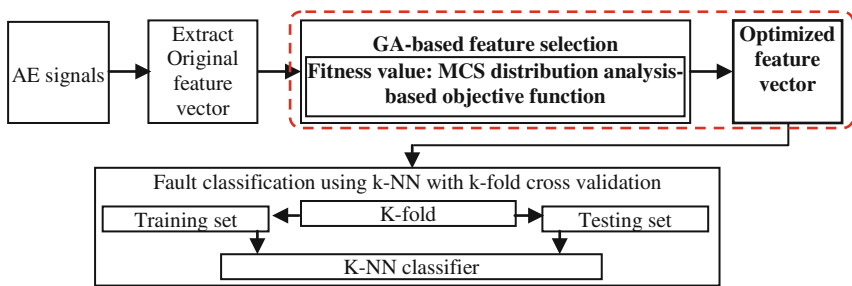 AE signals
Extract
Original
feature
vector
GA-based feature selection
Fitness value: MCS distribution analysis-
based objective function
Optimized
feature
vector
Fault classification using k-NN with k-fold cross validation
Training set
K-fold
Testing set
K-NN classifier